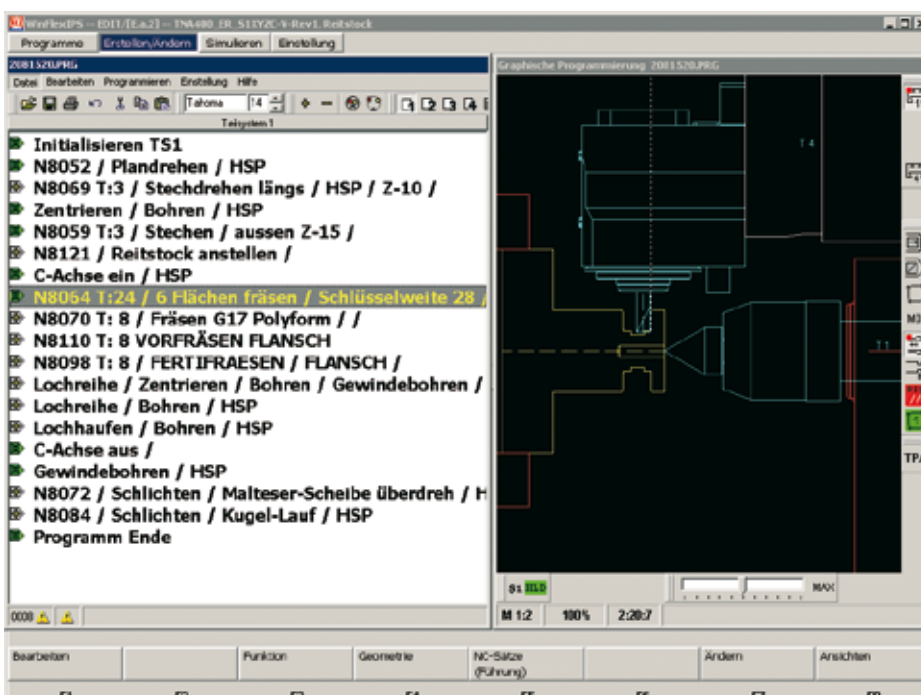 WinFlexIPS -- EDIT/[E.a.2] -- TNA400_ER_S1XYZC-V-Rev1.Reitstock
Programme Erstellen/Ändern Simulieren Einstellung
2081520.PRG
Datei Bearbeiten Programmieren Einstellung Hilfe
Tahoma 14
Teilsystem 1
Initialisieren TS1
N8052 / Plandrehen / HSP
N8069 T:3 / Stechdrehen längs / HSP / Z-10 /
Zentrieren / Bohren / HSP
N8059 T:3 / Stechen / aussen Z-15 /
N8121 / Reitstock anstellen /
C-Achse ein / HSP
N8064 T:24 / 6 Flächen fräsen / Schlüsselweite 28 /
N8070 T: 8 / Fräsen G17 Polyform / /
N8110 T: 8 VORFRÄSEN FLANSCH
N8098 T: 8 / FERTIFRAESEN / FLANSCH /
Lochreihe / Zentrieren / Bohren / Gewindebohren /
Lochreihe / Bohren / HSP
Lochhaufen / Bohren / HSP
C-Achse aus /
Gewindebohren / HSP
N8072 / Schlichten / Malteser-Scheibe überdreh / H
N8084 / Schlichten / Kugel-Lauf / HSP
Programm Ende
0008
Graphische Programmierung 2081520.PRG
T 4
T 1
S1 HLD
MAX
M 1:2 100% 2:20:7
Bearbeiten Funktion Geometrie NC-Sätze (Führung) Ändern Ansichten